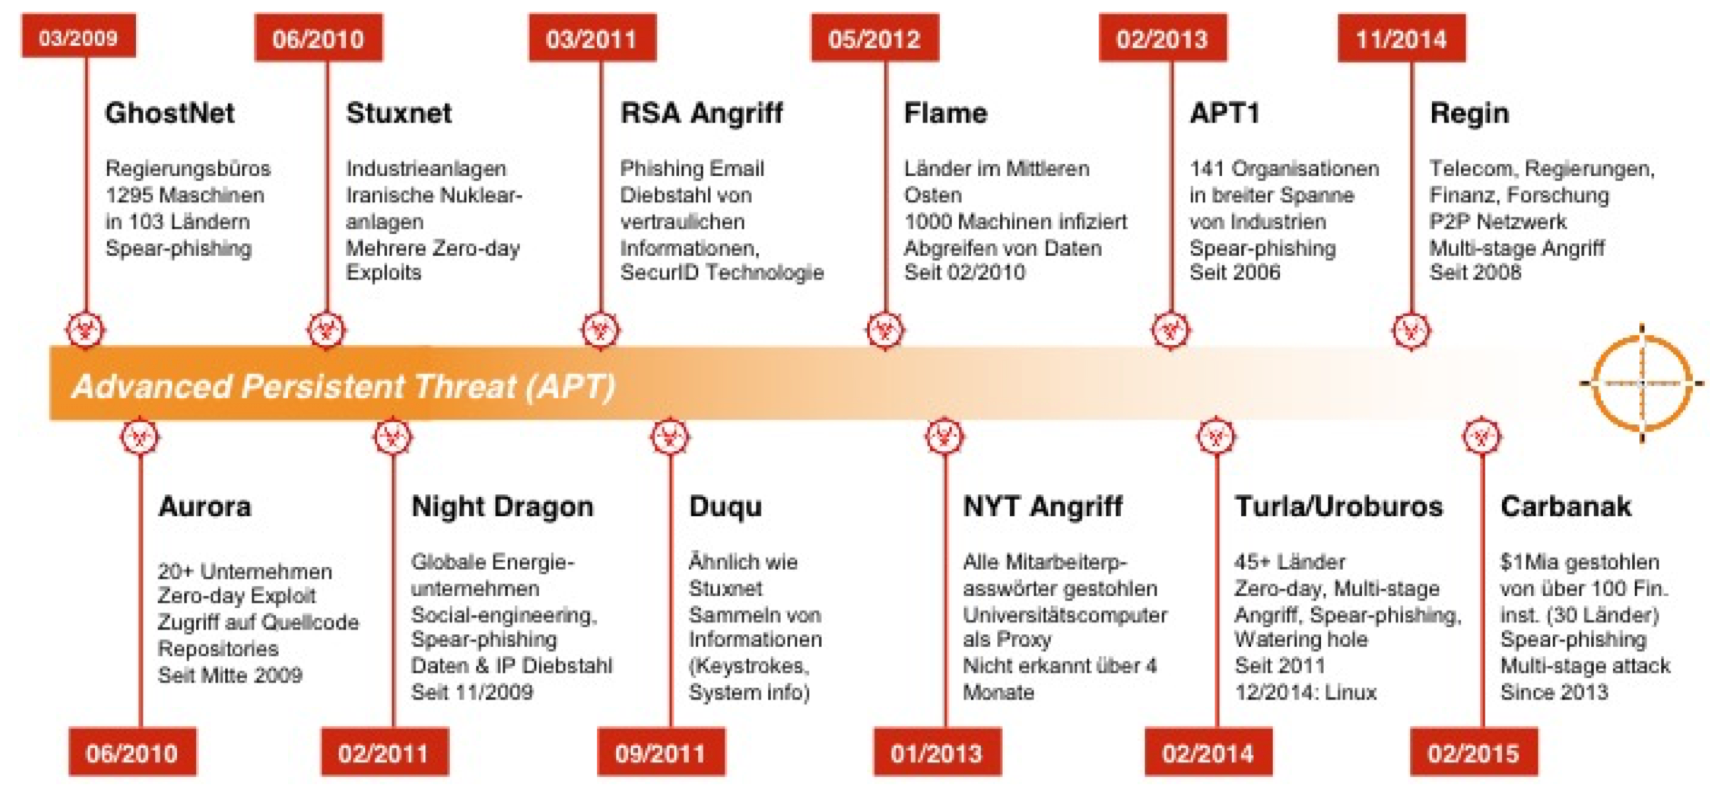 03/2009
GhostNet
Regierungsbüros
1295 Maschinen
in 103 Ländern
Spear-phishing
06/2010
Stuxnet
Industrieanlagen
Iranische Nuklear-
anlagen
Mehrere Zero-day
Exploits
03/2011
RSA Angriff
Phishing Email
Diebstahl von
vertraulichen
Informationen,
SecurID Technologie
05/2012
Flame
Länder im Mittleren
Osten
1000 Machinen infiziert
Abgreifen von Daten
Seit 02/2010
02/2013
APT1
141 Organisationen
in breiter Spanne
von Industrien
Spear-phishing
Seit 2006
11/2014
Regin
Telecom, Regierungen,
Finanz, Forschung
P2P Netzwerk
Multi-stage Angriff
Seit 2008
Advanced Persistent Threat (APT)
Aurora
20+ Unternehmen
Zero-day Exploit
Zugriff auf Quellcode
Repositories
Seit Mitte 2009
06/2010
Night Dragon
Globale Energie-
unternehmen
Social-engineering,
Spear-phishing
Daten & IP Diebstahl
Seit 11/2009
02/2011
Duqu
Ähnlich wie
Stuxnet
Sammeln von
Informationen
(Keystrokes,
System info)
09/2011
NYT Angriff
Alle Mitarbeiterp-
asswörter gestohlen
Universitätscomputer
als Proxy
Nicht erkannt über 4
Monate
01/2013
Turla/Uroburos
45+ Länder
Zero-day, Multi-stage
Angriff, Spear-phishing,
Watering hole
Seit 2011
12/2014: Linux
02/2014
Carbanak
$1Mia gestohlen
von über 100 Fin.
inst. (30 Länder)
Spear-phishing
Multi-stage attack
Since 2013
02/2015